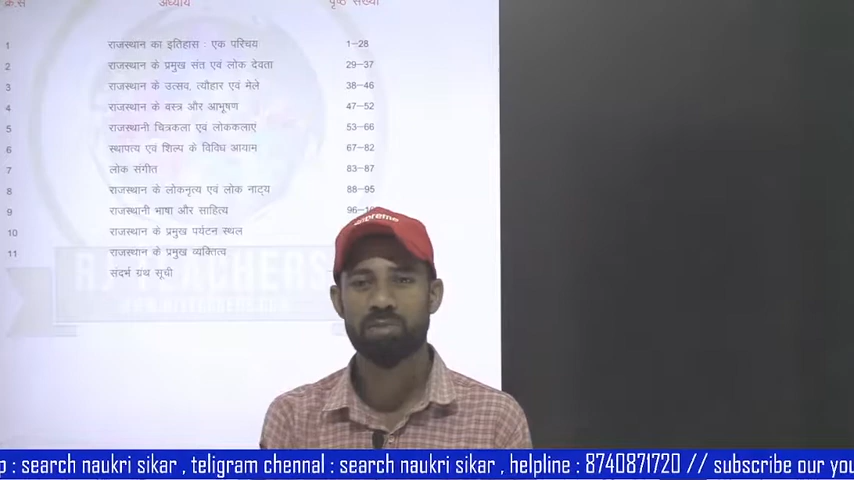 क्र.सं अध्याय पृष्ठ संख्या
1 राजस्थान का इतिहास : एक परिचय 1–28
2 राजस्थान के प्रमुख संत एवं लोक देवता 29–37
3 राजस्थान के उत्सव, त्यौहार एवं मेले 38–46
4 राजस्थान के वस्त्र और आभूषण 47–52
5 राजस्थानी चित्रकला एवं लोककलाएं 53–66
6 स्थापत्य एवं शिल्प के विविध आयाम 67–82
7 लोक संगीत 83–87
8 राजस्थान के लोकनृत्य एवं लोक नाट्य 88–95
9 राजस्थानी भाषा और साहित्य 96–
10 राजस्थान के प्रमुख पर्यटन स्थल
11 राजस्थान के प्रमुख व्यक्तित्व
संदर्भ ग्रंथ सूची
TEACHERS
p : search naukri sikar , teligram chennal : search naukri sikar , helpline : 8740871720 // subscribe our you